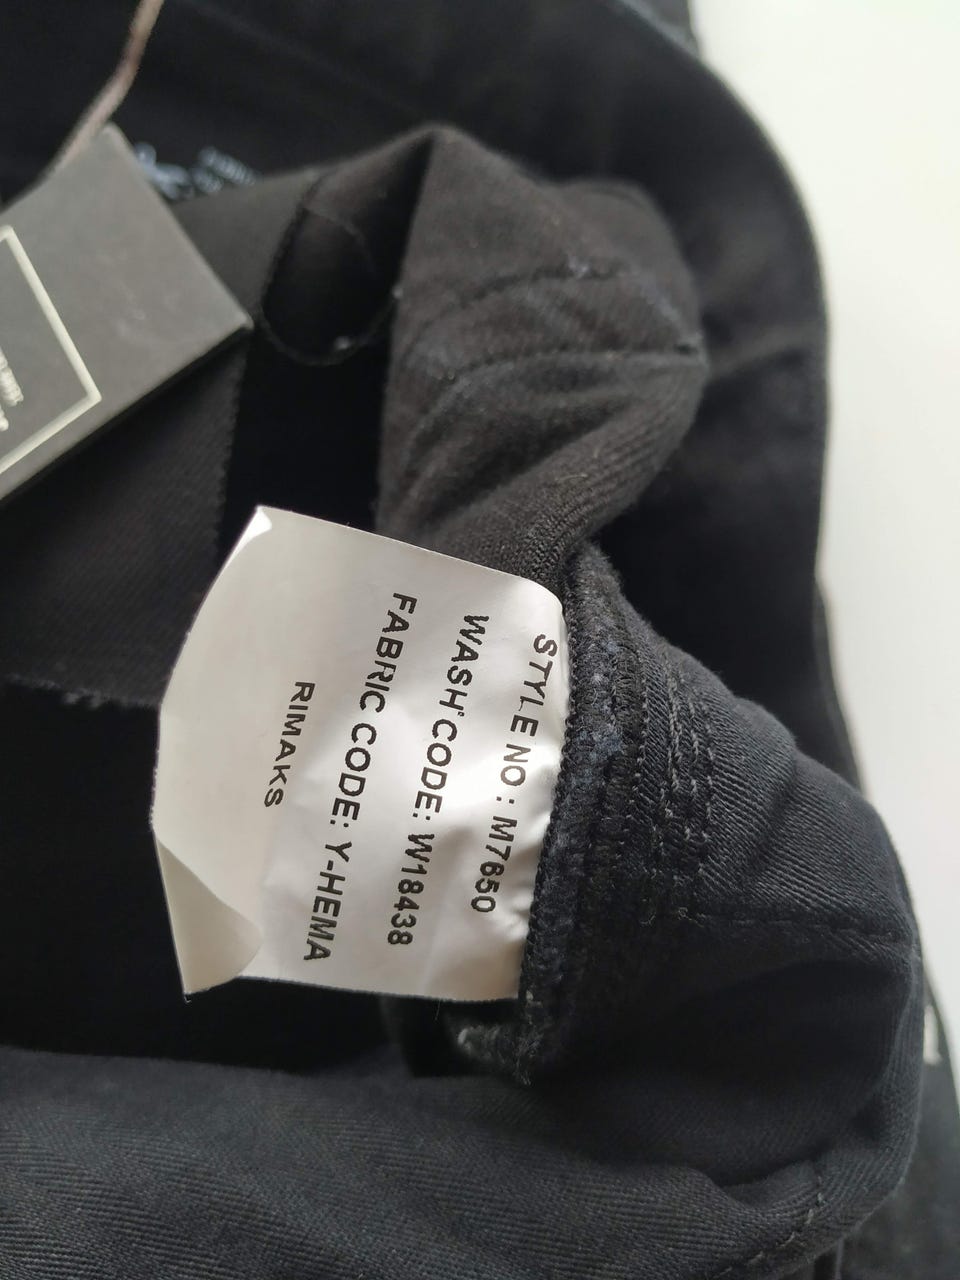 STYLE NO : M7650
WASH CODE: W18438
FABRIC CODE: Y-HEMA
RIMAKS